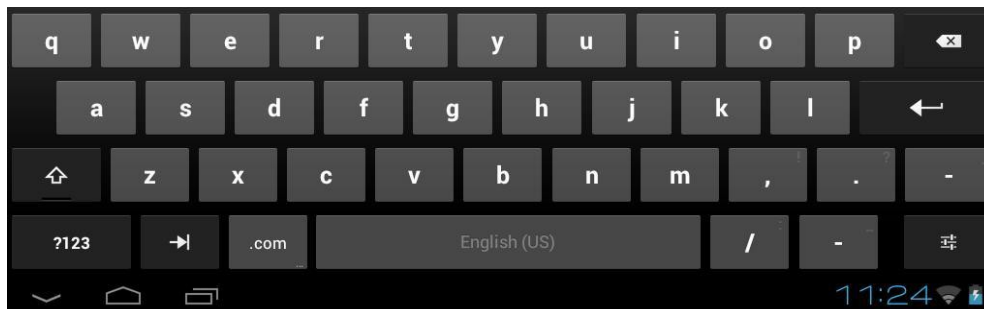 q w e r t y u i o p
a s d f g h j k l
! ?
z x c v b n m , . -
?123 .com English (US) / -
11:24